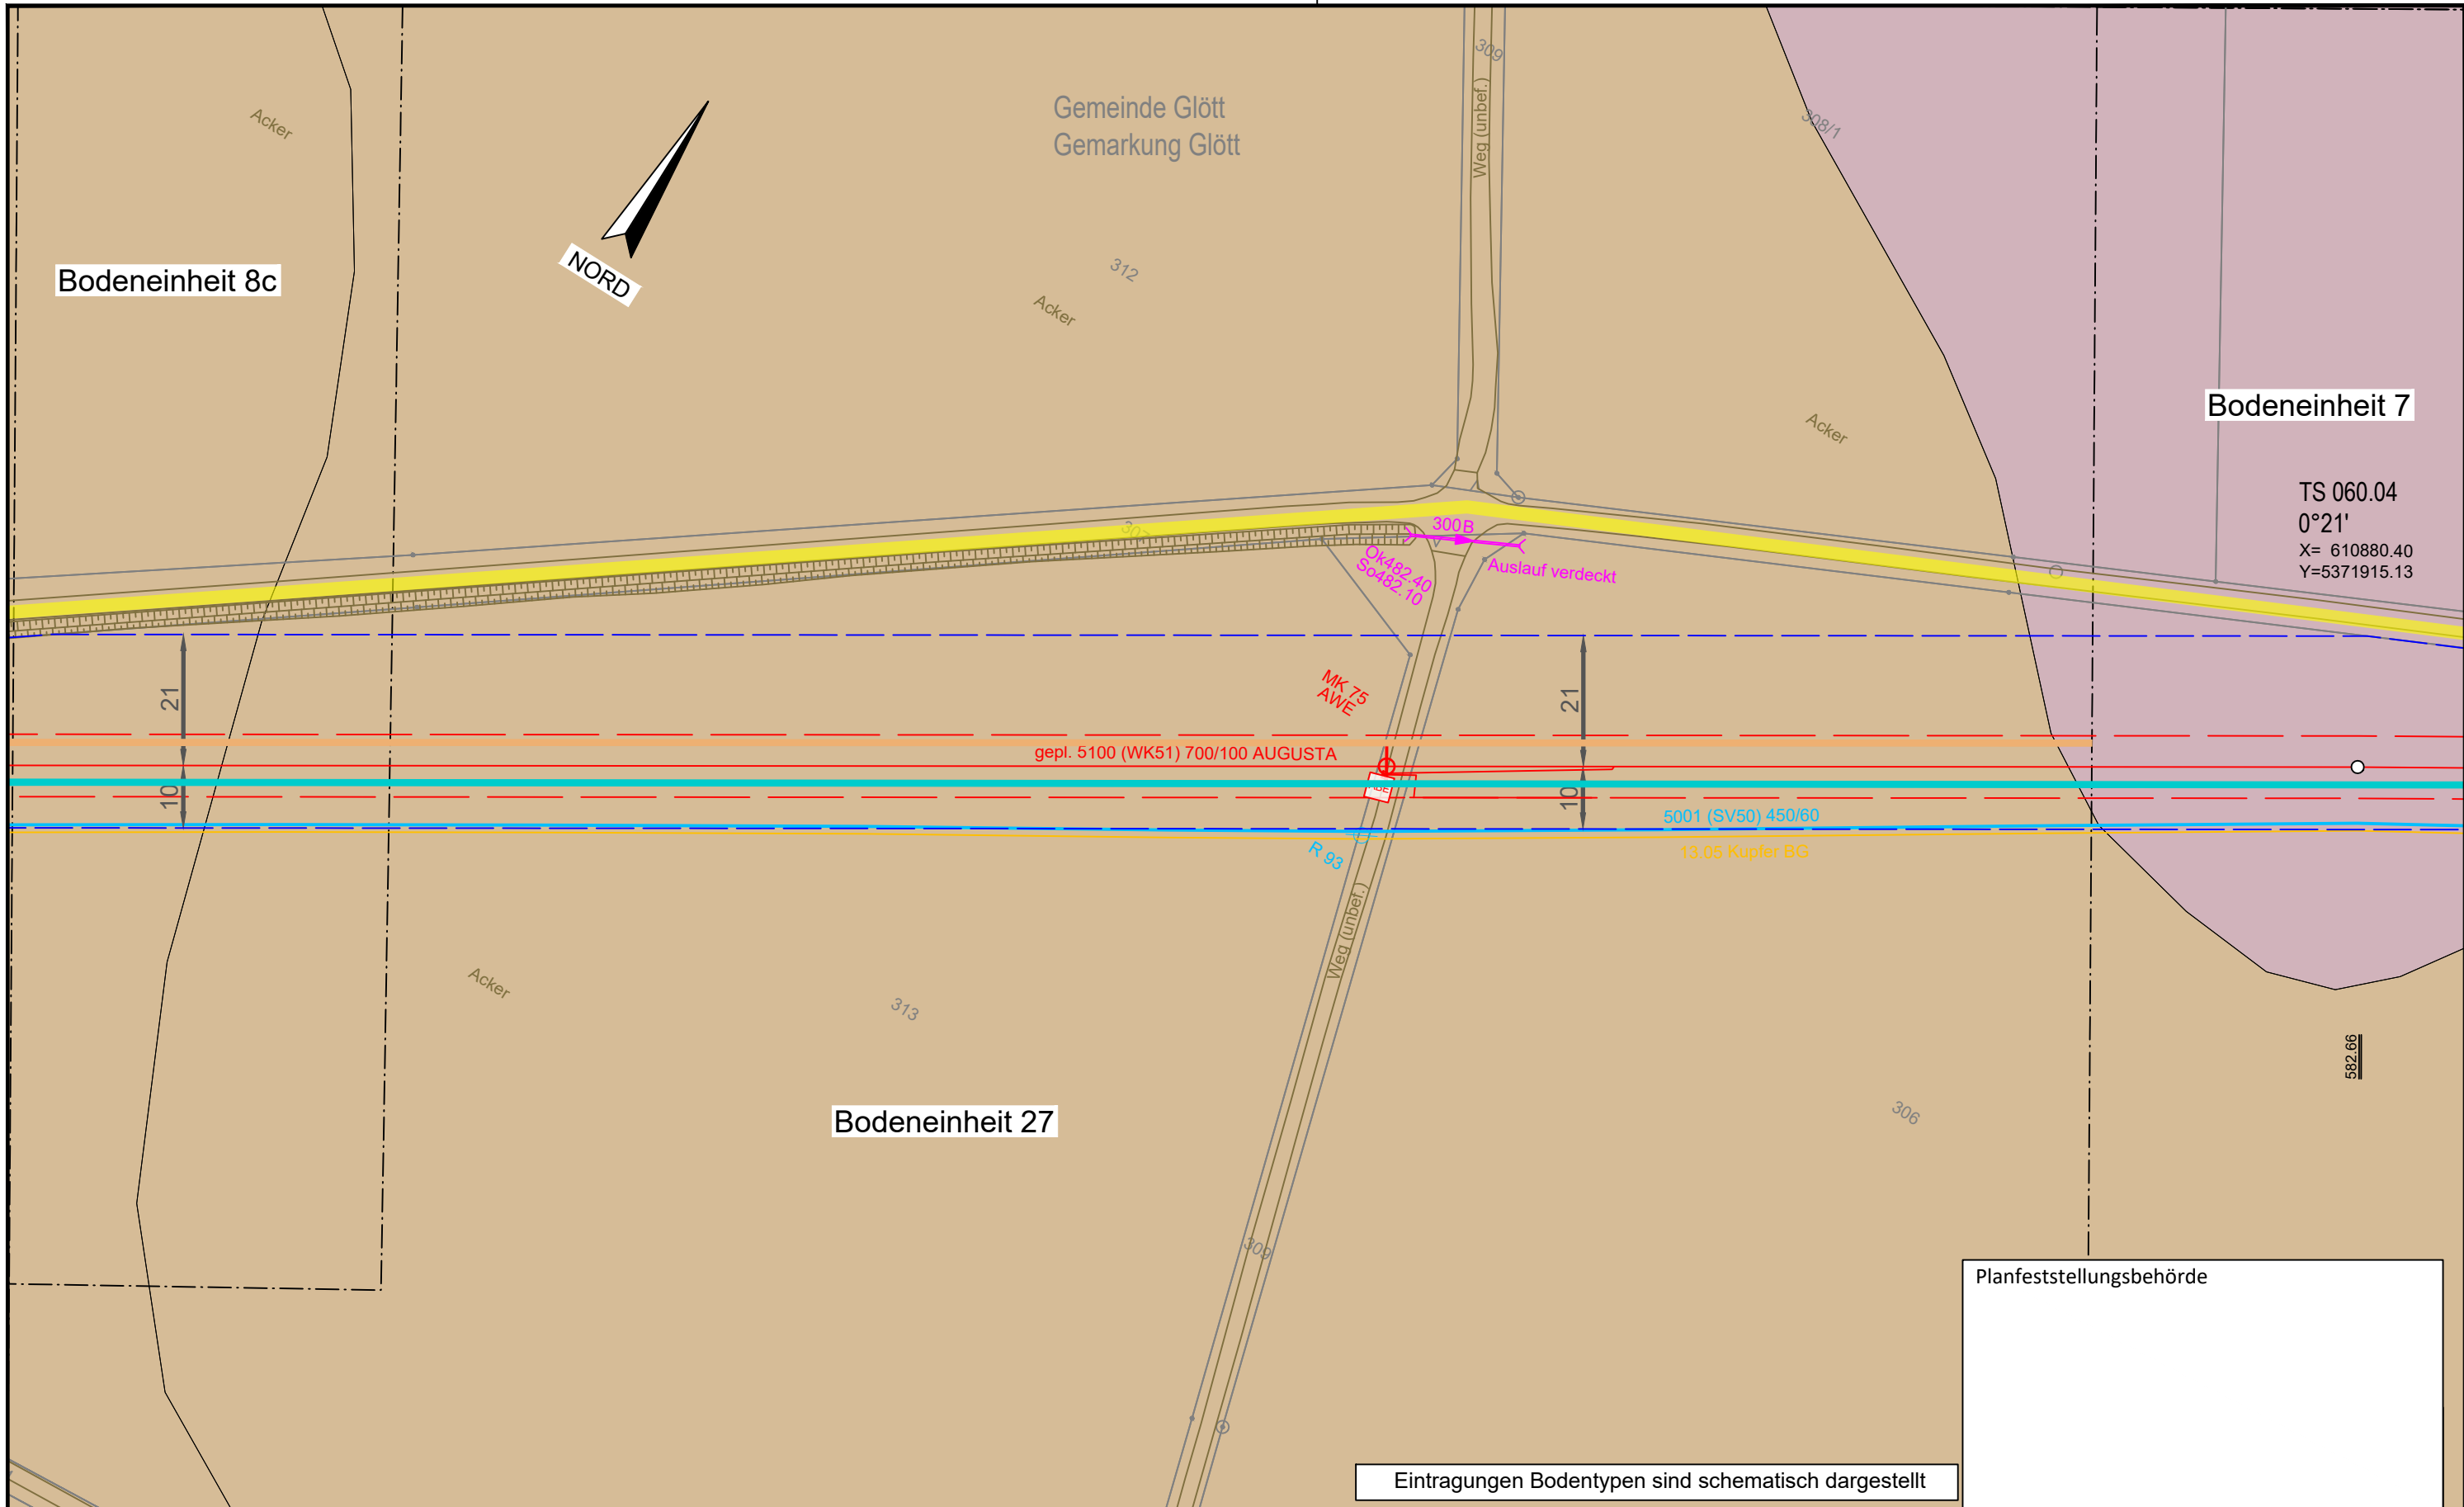 309
Weg (unbef.)
Gemeinde Glött
Gemarkung Glött
Acker
308/1
312
NORD
Bodeneinheit 8c
Acker
Bodeneinheit 7
Acker
TS 060.04
0°21'
X= 610880.40
Y=5371915.13
300B
Ok482.40
So482.10
Auslauf verdeckt
21
MK 75
AWE
21
gepl. 5100 (WK51) 700/100 AUGUSTA
10
10
5001 (SV50) 450/60
R 93
13.05 Kupfer BG
Weg (unbef.)
Acker
313
582.66
Bodeneinheit 27
306
309
Planfeststellungsbehörde
Eintragungen Bodentypen sind schematisch dargestellt